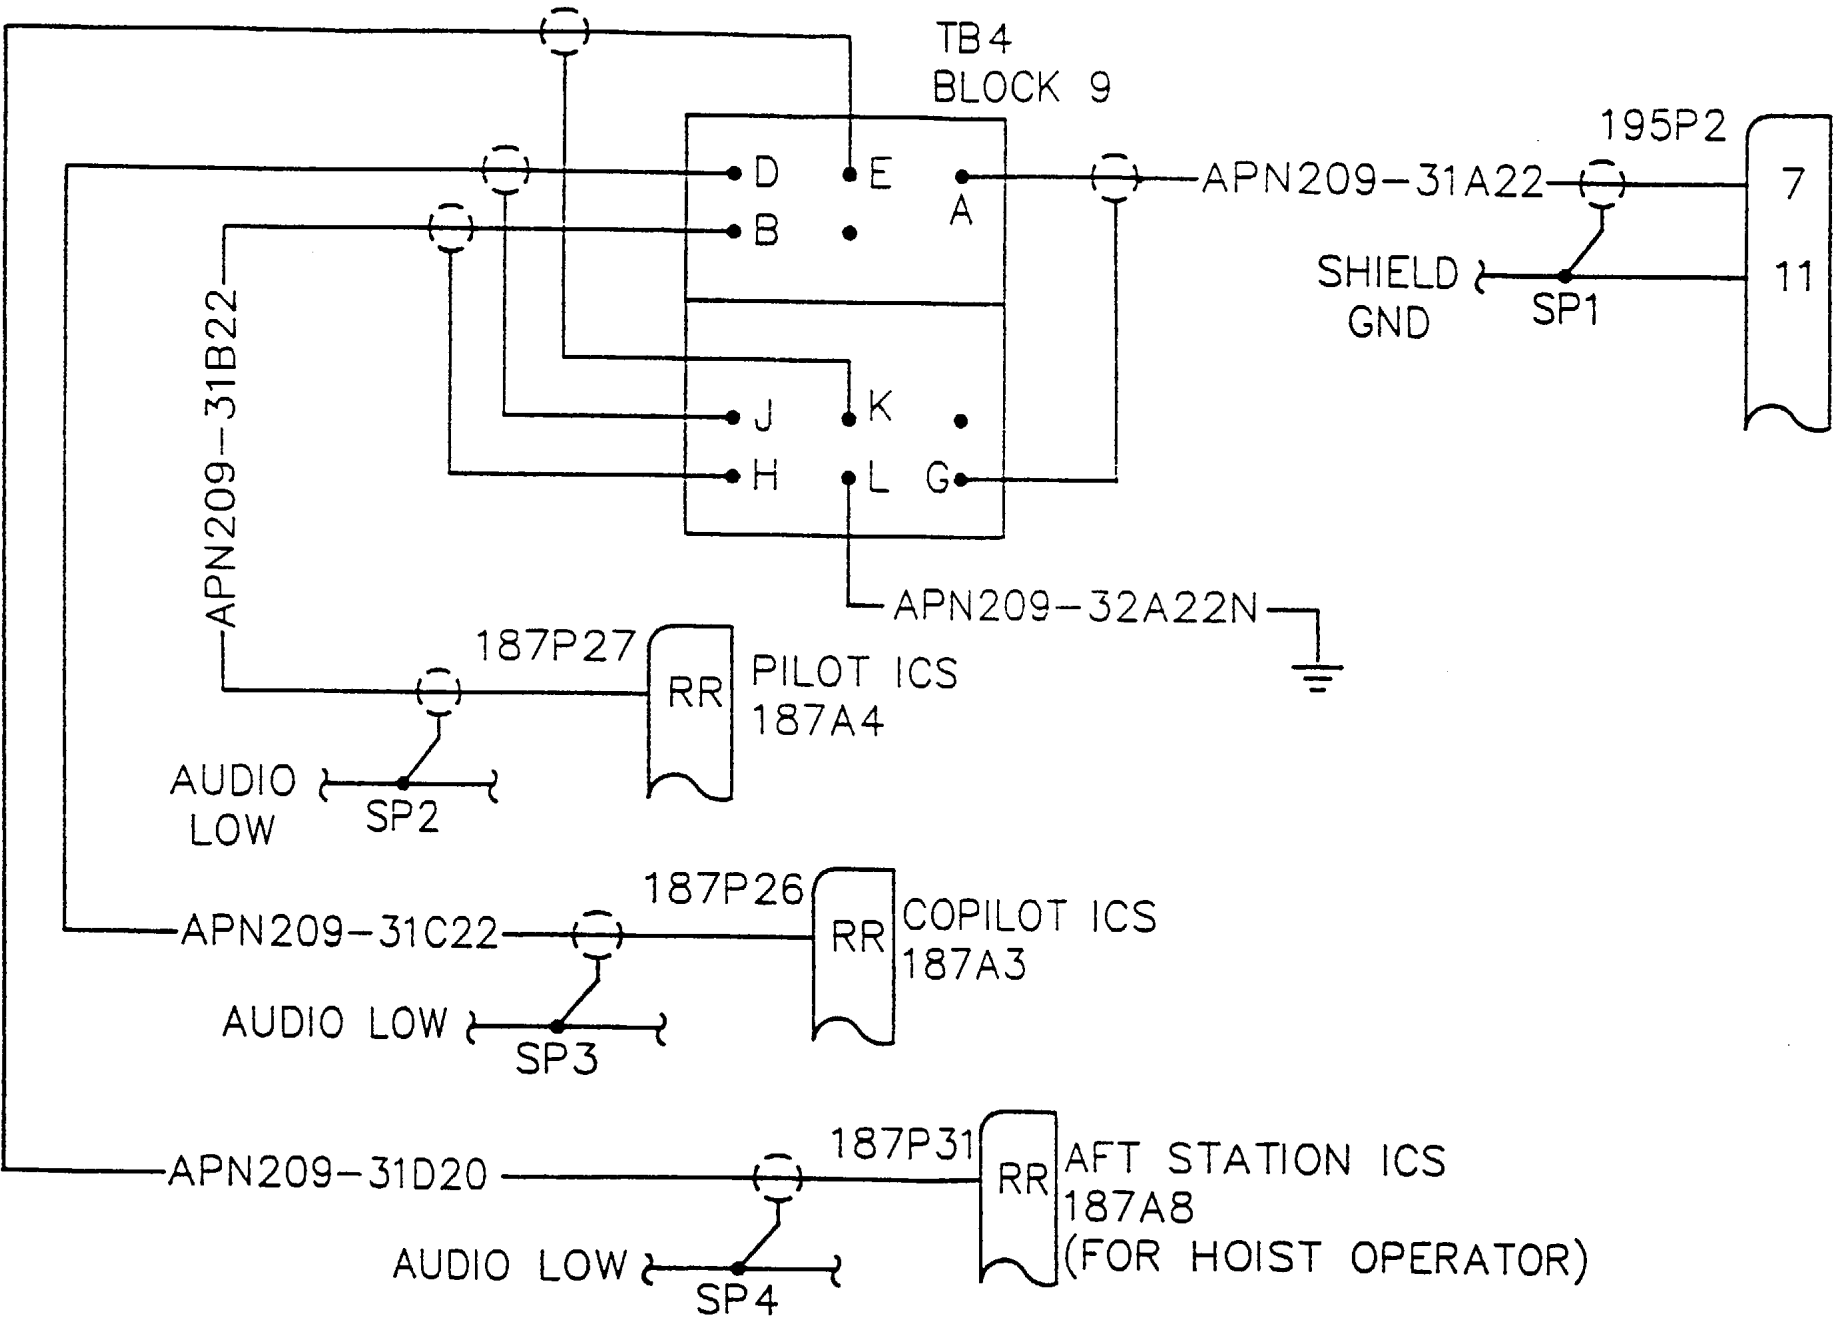 TB4
BLOCK 9
195P2
D
E
A
APN209-31A22
7
B
SHIELD
GND
SP1
11
APN209-31B22
J
K
H
L
G
APN209-32A22N
187P27
RR
PILOT ICS
187A4
AUDIO
LOW
SP2
187P26
APN209-31C22
RR
COPILOT ICS
187A3
AUDIO LOW
SP3
187P31
APN209-31D20
RR
AFT STATION ICS
187A8
(FOR HOIST OPERATOR)
AUDIO LOW
SP4